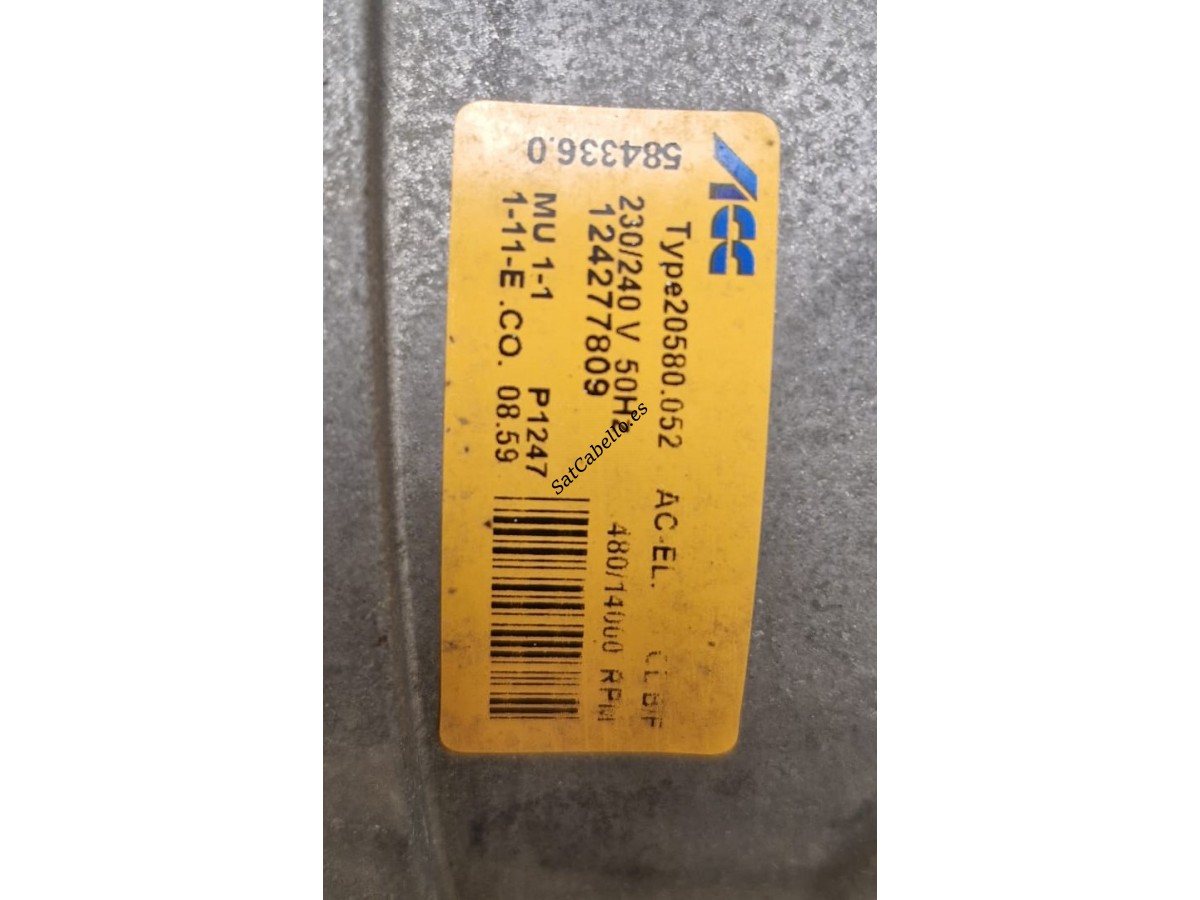 ACC
584336.0
Type20580.052 AC-EL. CL B/F
230/240 V 50Hz 480/14000 RPM
124277809
MU 1-1 P1247
1-11-E .CO. 08.59
SatCabello.es